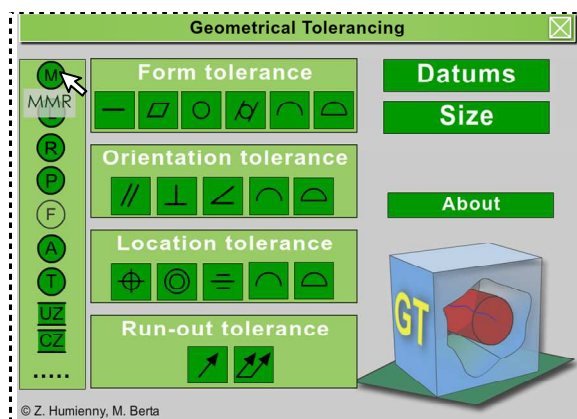 Geometrical Tolerancing
M
MMR
R
P
F
A
T
UZ
CZ
.....
Form tolerance
Orientation tolerance
Location tolerance
Run-out tolerance
Datums
Size
About
GT
© Z. Humienny, M. Berta